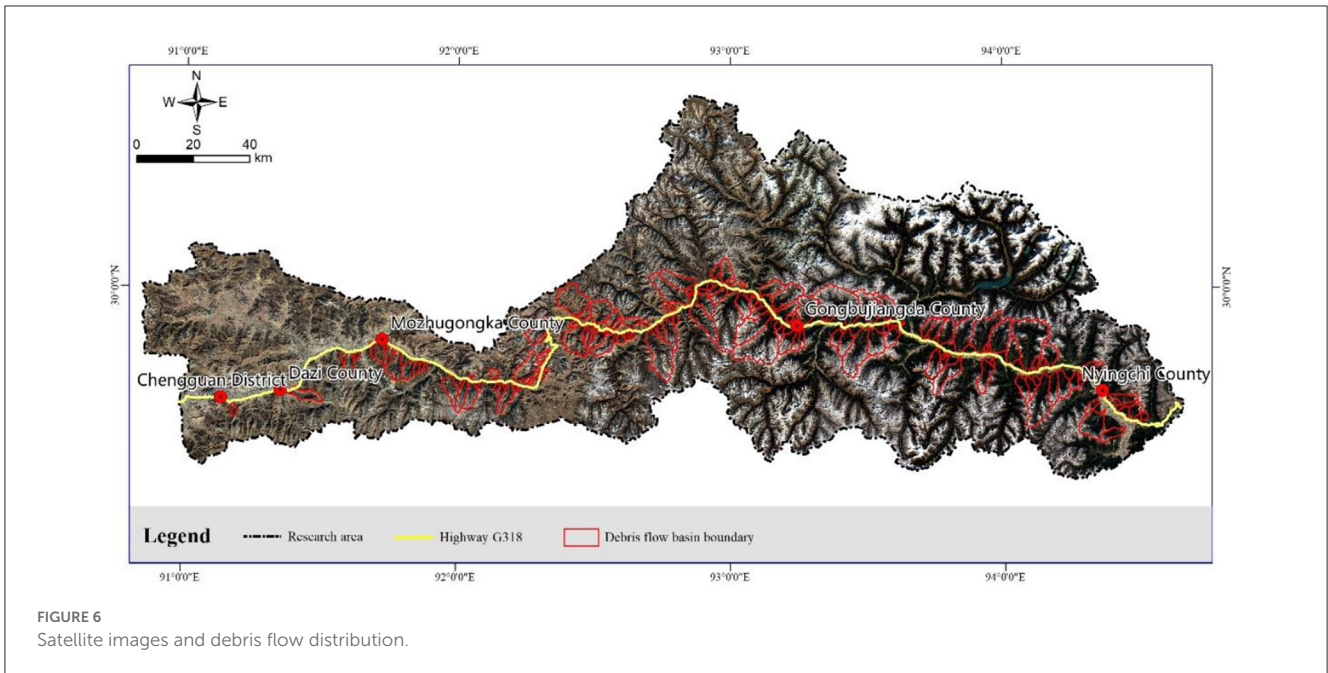 91°0'0"E
92°0'0"E
93°0'0"E
94°0'0"E
N
W E
S
0 20 40
km
30°0'0"N
30°0'0"N
Gongbujiangda County
Mozhugongka County
Dazi County
Chengguan District
Nyingchi County
Legend
Research area
Highway G318
Debris flow basin boundary
91°0'0"E
92°0'0"E
93°0'0"E
94°0'0"E
FIGURE 6
Satellite images and debris flow distribution.